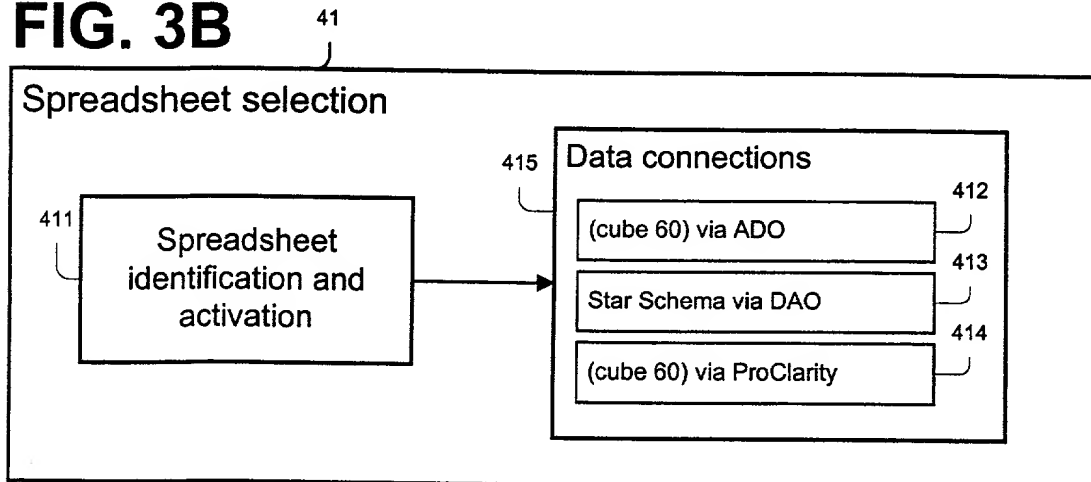 FIG. 3B
41
Spreadsheet selection
411
Spreadsheet
identification and
activation
415
Data connections
(cube 60) via ADO
412
Star Schema via DAO
413
(cube 60) via ProClarity
414